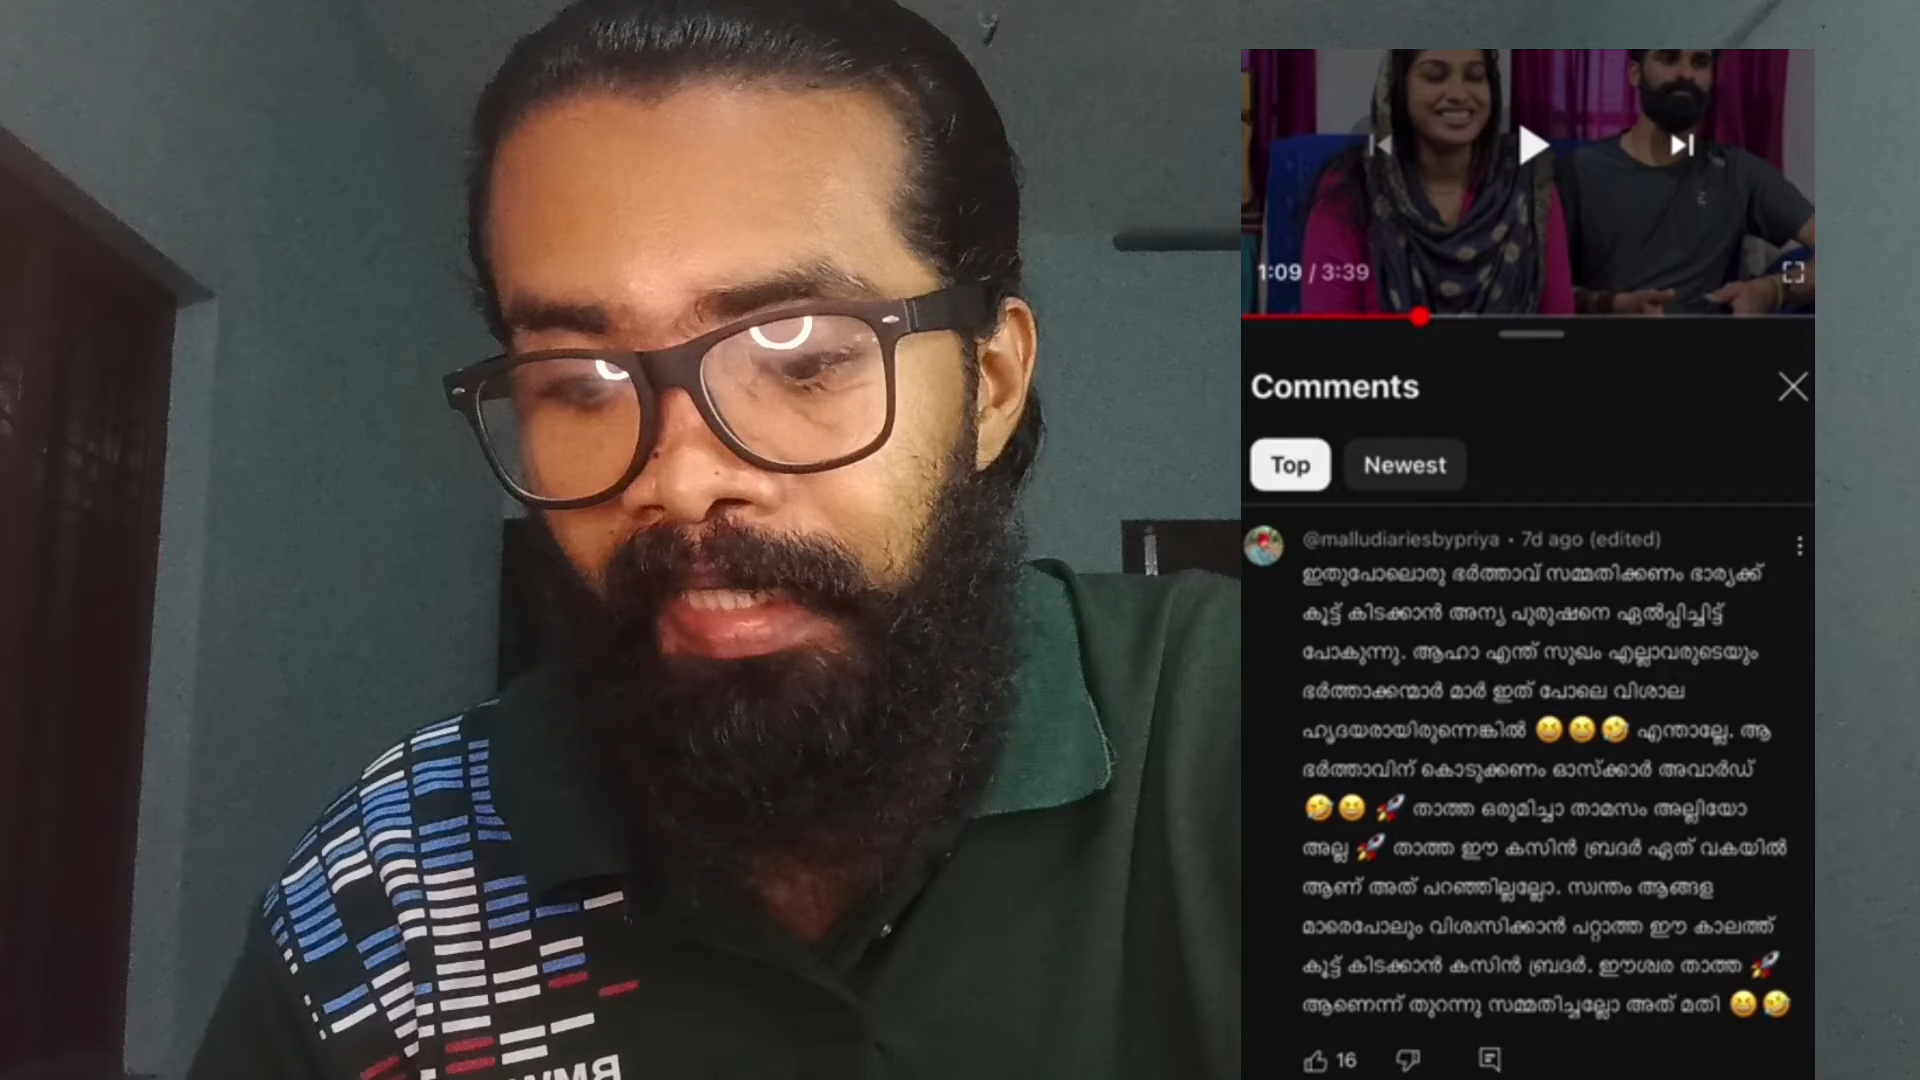 1:09 / 3:39
Comments
Top
Newest
@malludiariesbypriya • 7d ago (edited)
ഇതുപോലൊരു ഭർത്താവ് സമ്മതിക്കണം ഭാര്യക്ക്
കൂട്ട് കിടക്കാൻ അന്യ പുരുഷനെ ഏൽപ്പിച്ചിട്ട്
പോകുന്നു. ആഹാ എന്ത് സുഖം എല്ലാവരുടെയും
ഭർത്താക്കന്മാർ മാർ ഇത് പോലെ വിശാല
ഹൃദയരായിരുന്നെങ്കിൽ 😆😆🤣 എന്താല്ലേ. ആ
ഭർത്താവിന് കൊടുക്കണം ഓസ്ക്കാർ അവാർഡ്
🤣😆 🚀 താത്ത ഒരുമിച്ചാ താമസം അല്ലിയോ
അല്ല 🚀 താത്ത ഈ കസിൻ ബ്രദർ ഏത് വകയിൽ
ആണ് അത് പറഞ്ഞില്ലല്ലോ. സ്വന്തം ആങ്ങള
മാരെപോലും വിശ്വസിക്കാൻ പറ്റാത്ത ഈ കാലത്ത്
കൂട്ട് കിടക്കാൻ കസിൻ ബ്രദർ. ഈശ്വര താത്ത 🚀
ആണെന്ന് തുറന്നു സമ്മതിച്ചല്ലോ അത് മതി 😆🤣
16